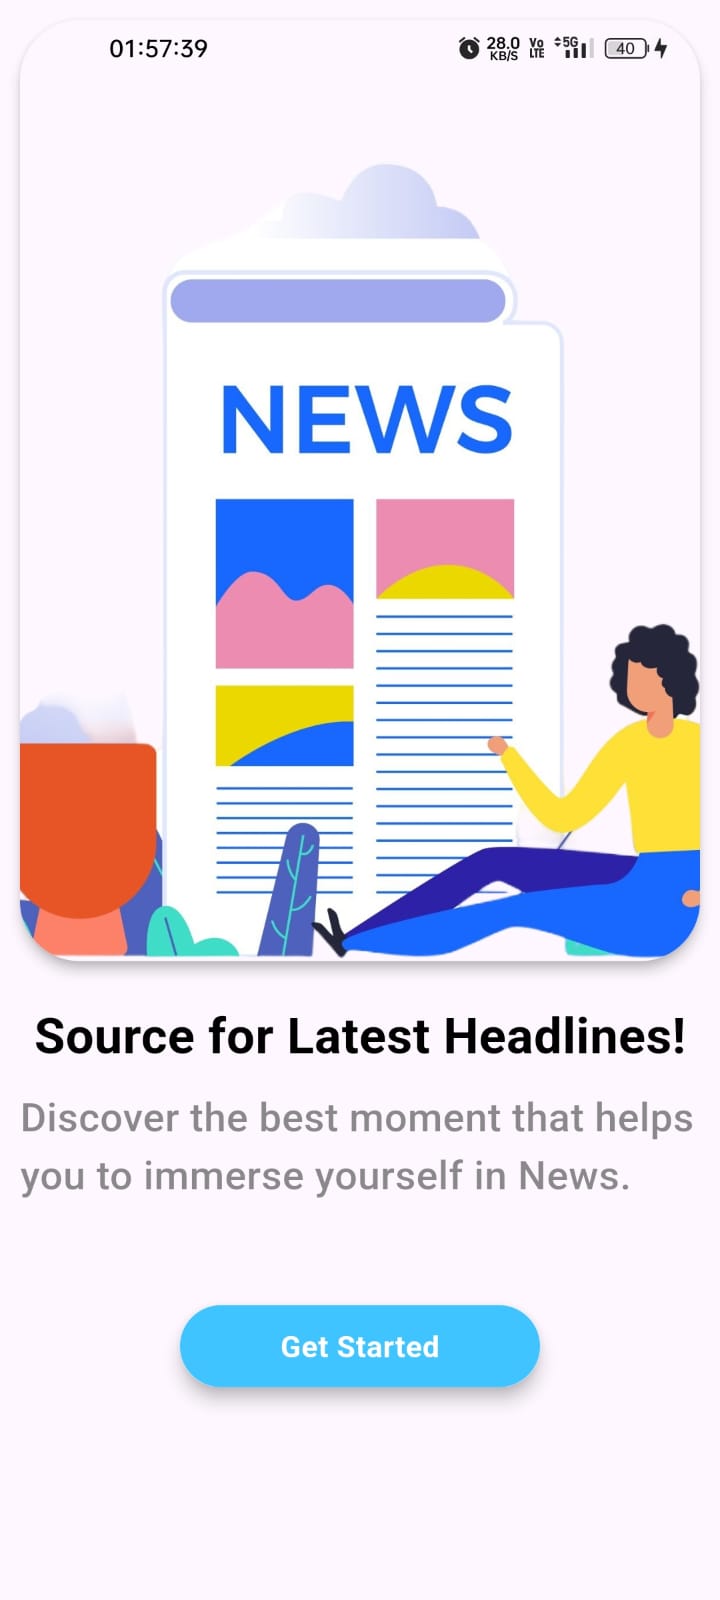 01:57:39
28.0 KB/S Vo LTE 5G 40
NEWS
Source for Latest Headlines!
Discover the best moment that helps
you to immerse yourself in News.
Get Started